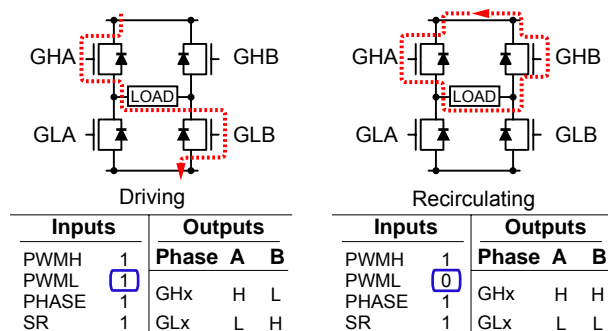 GHA GHB
LOAD
GLA GLB
Driving
Inputs Outputs
PWMH 1 Phase A B
PWML 1
PHASE 1 GHx H L
SR 1 GLx L H
GHA GHB
LOAD
GLA GLB
Recirculating
Inputs Outputs
PWMH 1 Phase A B
PWML 0
PHASE 1 GHx H H
SR 1 GLx L L